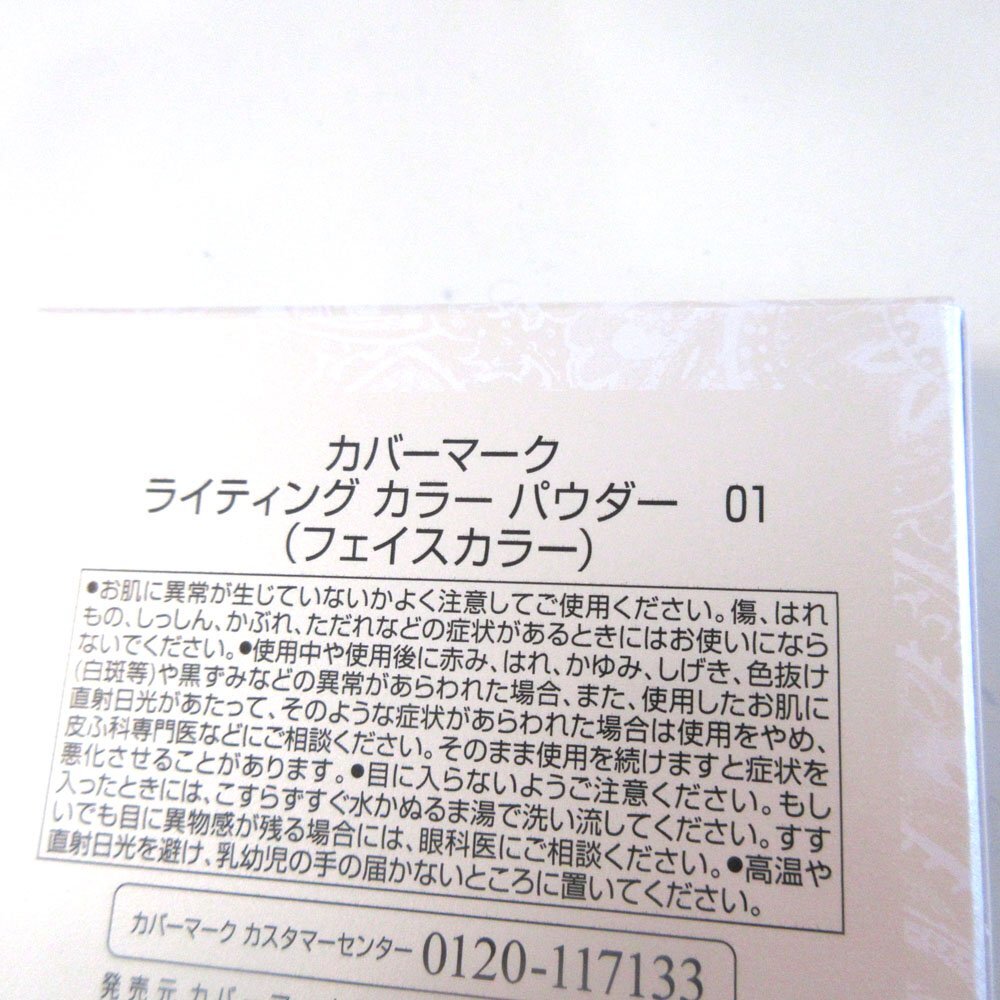 カバーマーク
ライティング カラー パウダー 01
(フェイスカラー)
●お肌に異常が生じていないかよく注意してご使用ください。傷、はれ
もの、しっしん、かぶれ、ただれなどの症状があるときにはお使いになら
ないでください。●使用中や使用後に赤み、はれ、かゆみ、しげき、色抜け
(白斑等)や黒ずみなどの異常があらわれた場合、また、使用したお肌に
直射日光があたって、そのような症状があらわれた場合は使用をやめ、
皮ふ科専門医などにご相談ください。そのまま使用を続けますと症状を
悪化させることがあります。●目に入らないようご注意ください。もし
入ったときには、こすらずすぐ水かぬるま湯で洗い流してください。すす
いでも目に異物感が残る場合には、眼科医にご相談ください。●高温や
直射日光を避け、乳幼児の手の届かないところに置いてください。
カバーマーク カスタマーセンター 0120-117133
発売元 カバーマーク